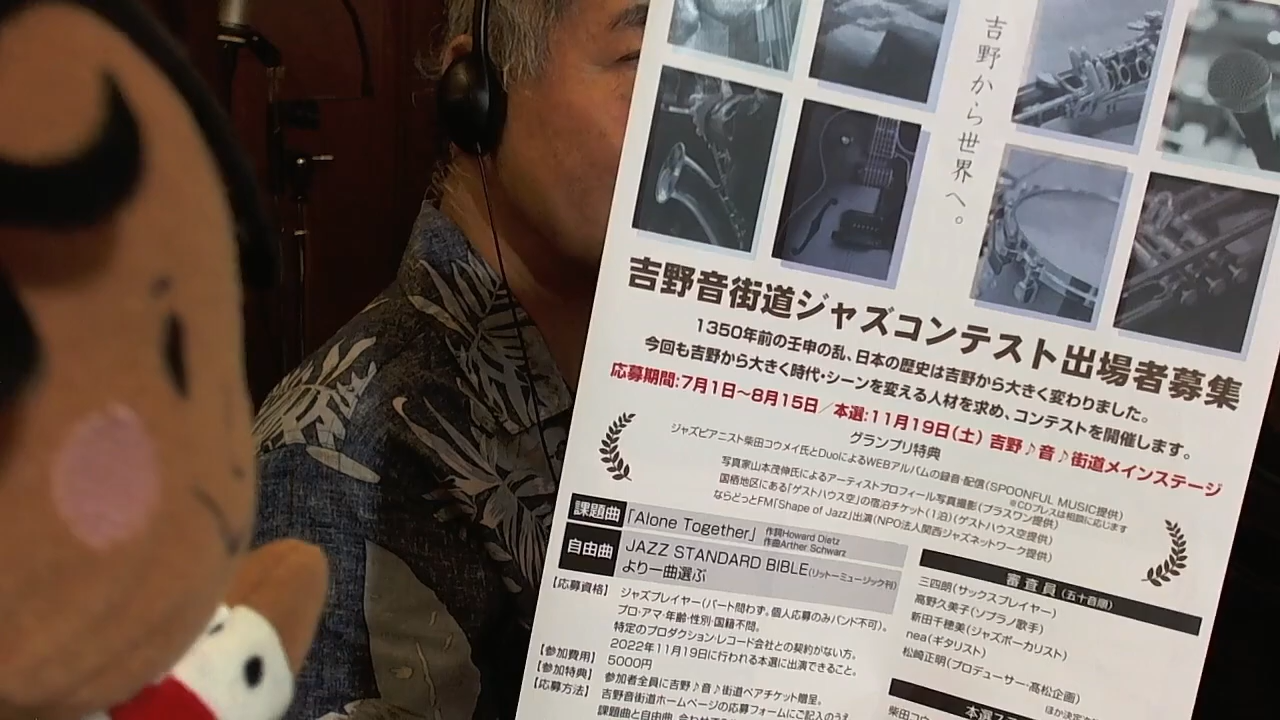 吉野から世界へ。
吉野音街道ジャズコンテスト出場者募集
1350年前の壬申の乱、日本の歴史は吉野から大きく変わりました。
今回も吉野から大きく時代・シーンを変える人材を求め、コンテストを開催します。
応募期間:7月1日〜8月15日/本選:11月19日(土) 吉野♪音♪街道メインステージ
グランプリ特典
ジャズピアニスト柴田コウメイ氏とDuoによるWEBアルバムの録音・配信(SPOONFUL MUSIC提供)
※CDプレスは相談に応じます
写真家山本茂伸氏によるアーティストプロフィール写真撮影(プラスワン提供)
国栖地区にある「ゲストハウス空」の宿泊チケット(1泊)(ゲストハウス空提供)
ならどっとFM「Shape of Jazz」出演(NPO法人関西ジャズネットワーク提供)
課題曲 「Alone Together」 作詞Howard Dietz
作曲Arther Schwarz
自由曲 JAZZ STANDARD BIBLE(リットーミュージック刊)
より一曲選ぶ
【応募資格】 ジャズプレイヤー(パート問わず。個人応募のみバンド不可)。
プロ・アマ・年齢・性別・国籍不問。
特定のプロダクション・レコード会社との契約がない方。
2022年11月19日に行われる本選に出演できること。
【参加費用】 5000円
【参加特典】 参加者全員に吉野♪音♪街道ペアチケット贈呈。
【応募方法】 吉野音街道ホームページの応募フォームにご記入のうえ
課題曲と自由曲、合わせて
審査員(五十音順)
三四朗(サックスプレイヤー)
高野久美子(ソプラノ歌手)
新田千穂美(ジャズボーカリスト)
nea(ギタリスト)
松崎正明(プロデューサー・髙松企画)
ほか決定
本選ス
柴田コウ